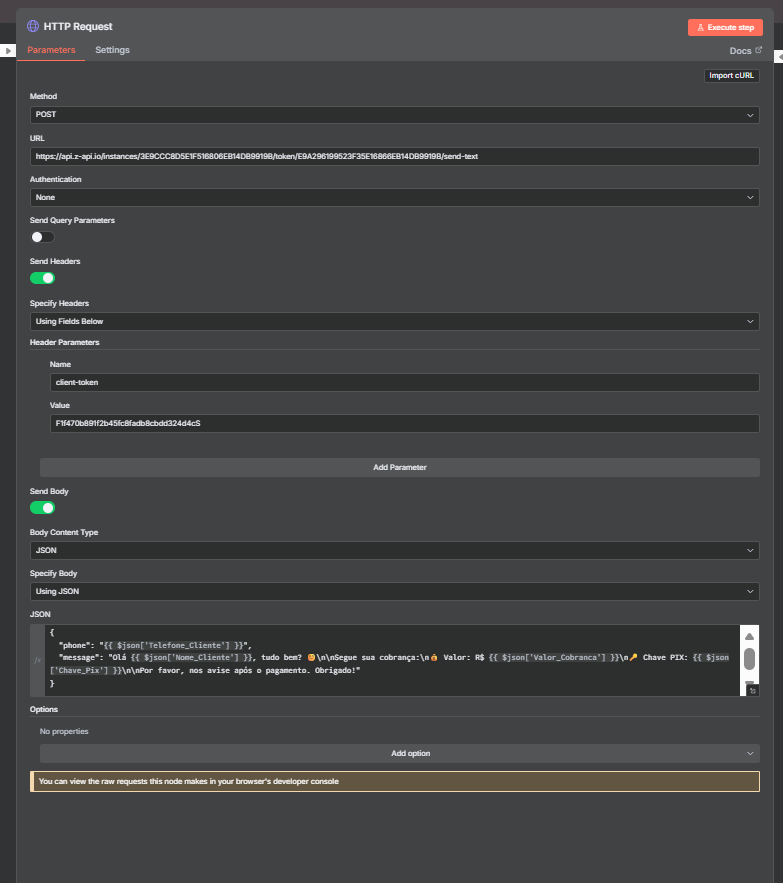 HTTP Request
Execute step
Parameters
Settings
Docs
Import cURL
Method
POST
URL
https://api.z-api.io/instances/3E9CCC8D5E1F516806EB14DB9919B/token/E9A296199523F35E16866EB14DB9919B/send-text
Authentication
None
Send Query Parameters
Send Headers
Specify Headers
Using Fields Below
Header Parameters
Name
client-token
Value
F1f470b891f2b45fc8fadb8cbdd324d4cS
Add Parameter
Send Body
Body Content Type
JSON
Specify Body
Using JSON
JSON
fx
{
"phone": "{{ $json['Telefone_Cliente'] }}",
"message": "Olá {{ $json['Nome_Cliente'] }}, tudo bem? 😊\n\nSegue sua cobrança:\n💰 Valor: R$ {{ $json['Valor_Cobranca'] }}\n🔑 Chave PIX: {{ $json
['Chave_Pix'] }}\n\nPor favor, nos avise após o pagamento. Obrigado!"
}
Options
No properties
Add option
You can view the raw requests this node makes in your browser's developer console